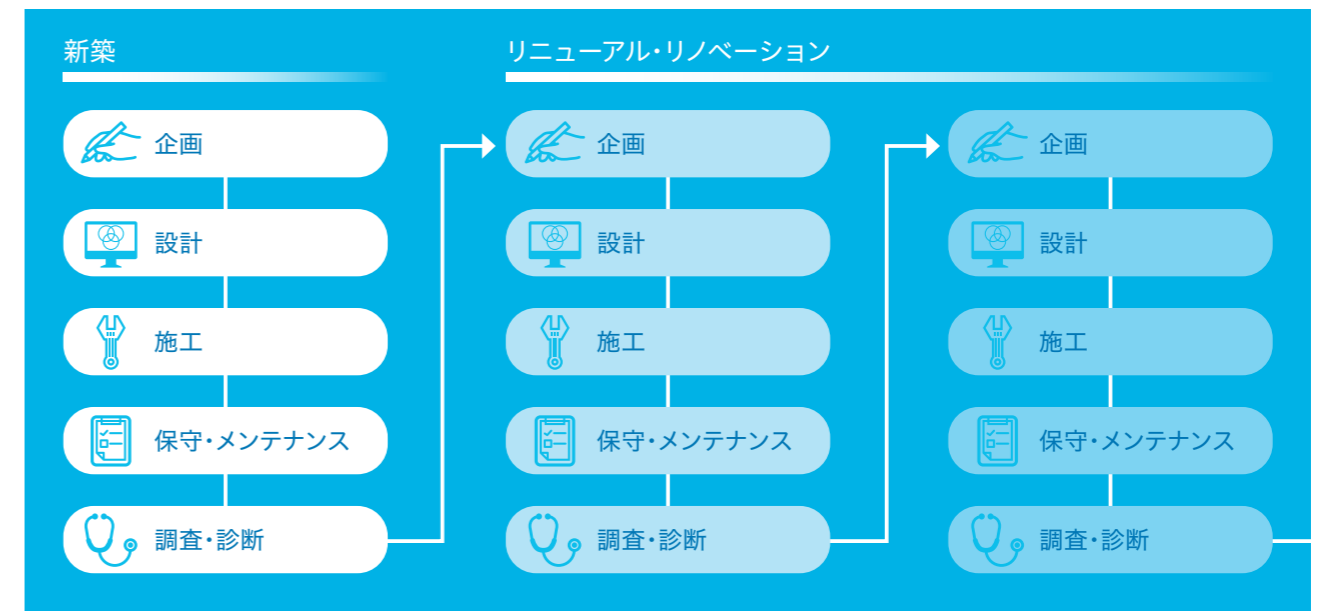 新築
企画
設計
施工
保守・メンテナンス
調査・診断
リニューアル・リノベーション
企画
設計
施工
保守・メンテナンス
調査・診断
企画
設計
施工
保守・メンテナンス
調査・診断